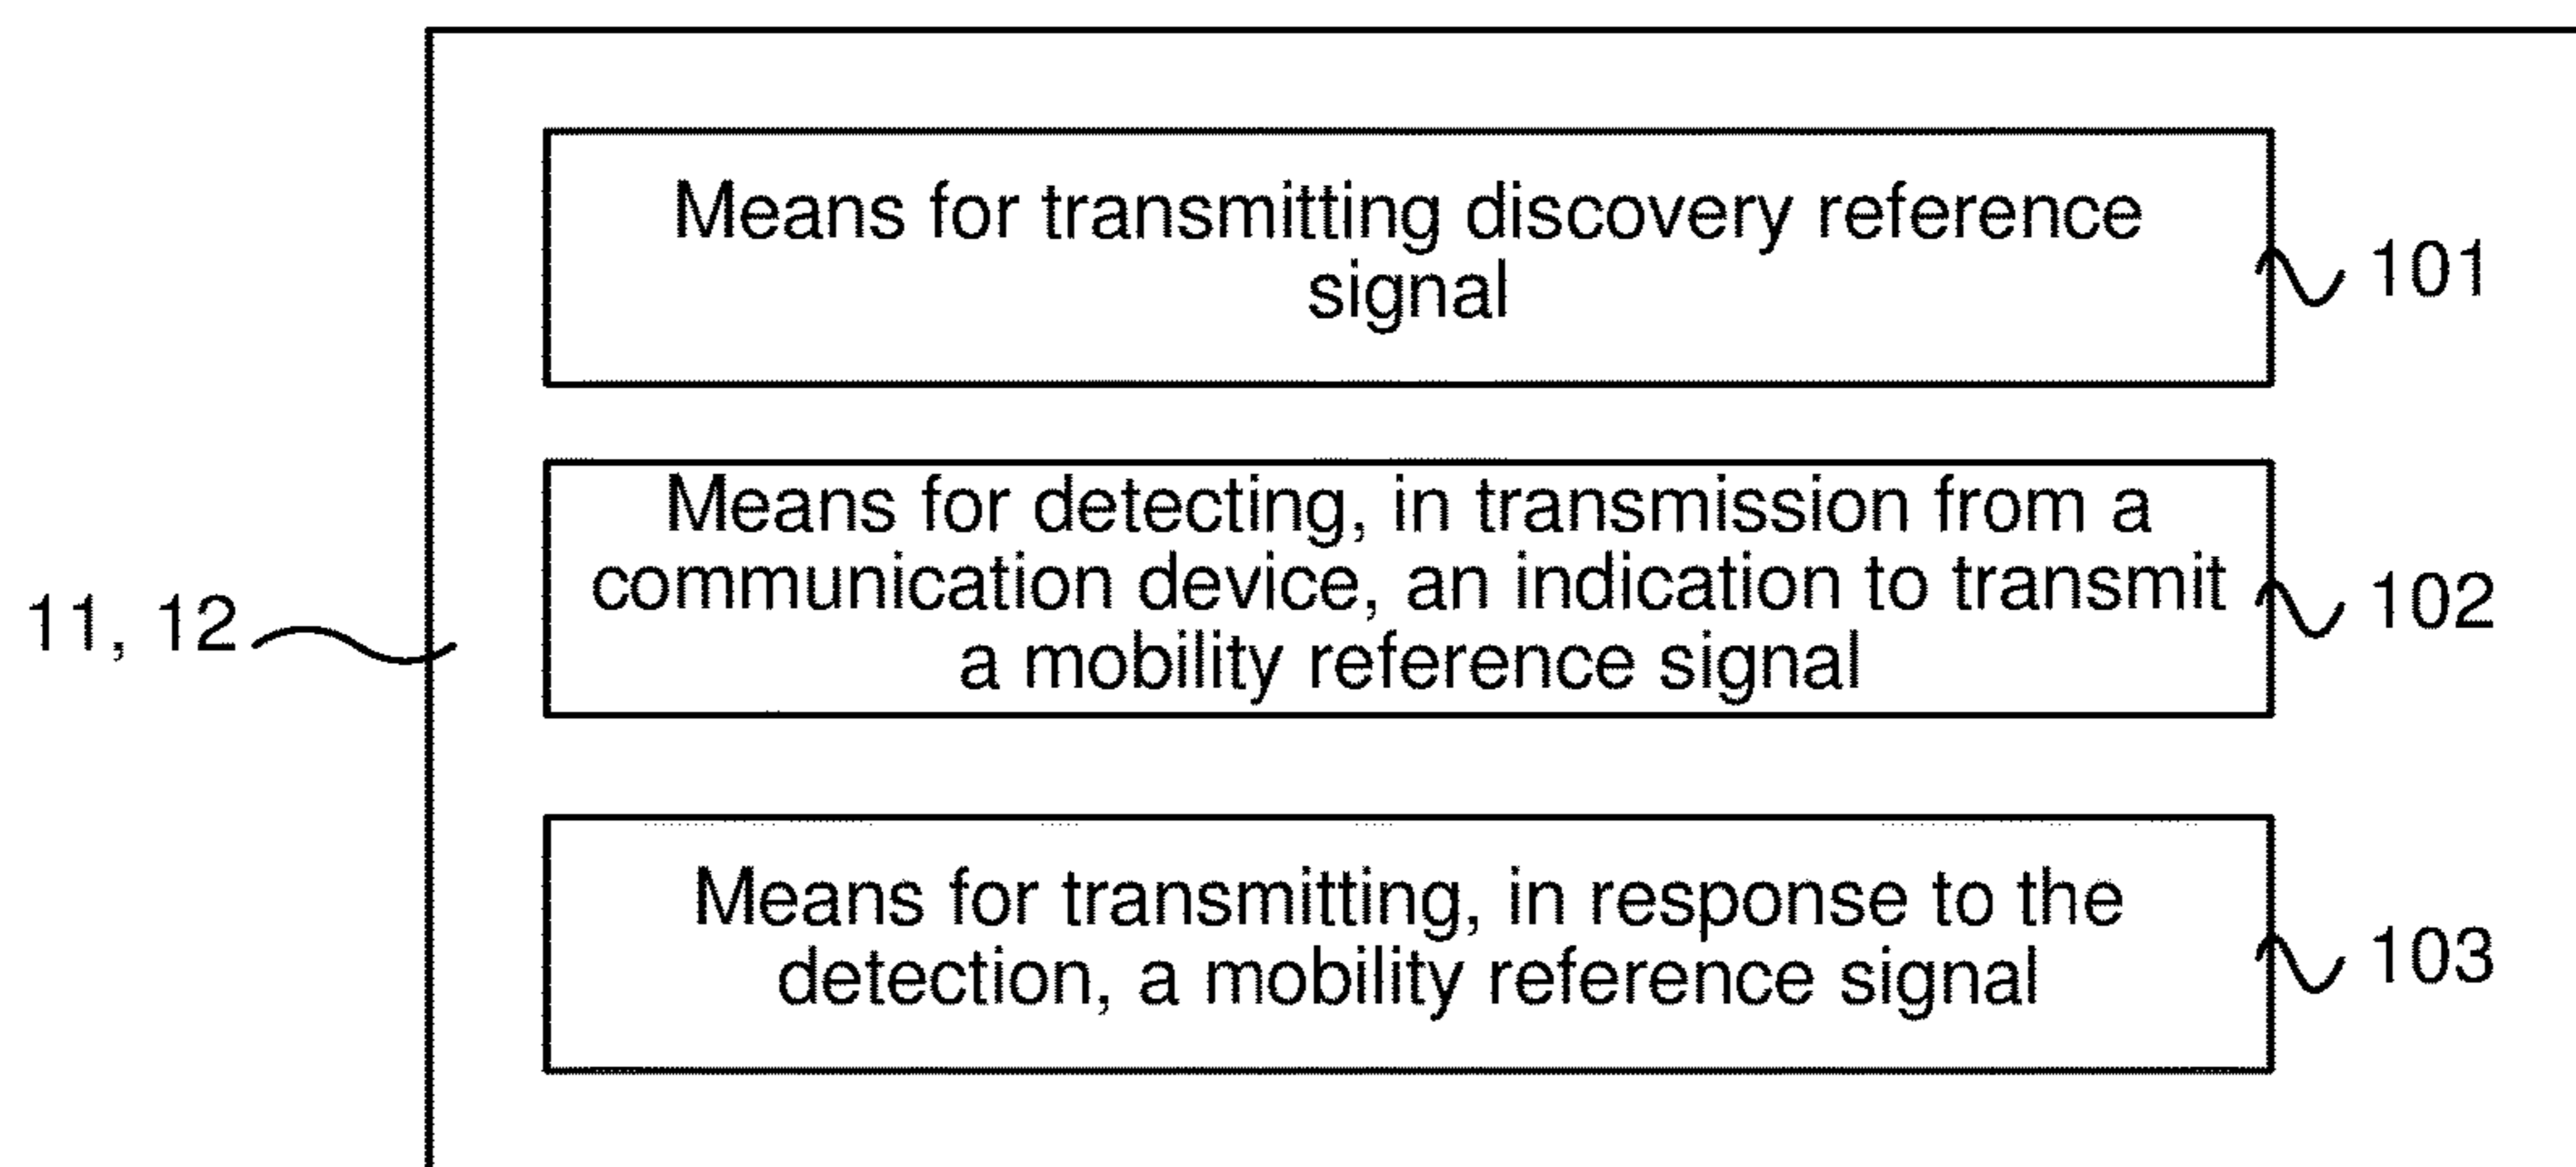 Means for transmitting discovery reference
signal
101
Means for detecting, in transmission from a
communication device, an indication to transmit
a mobility reference signal
102
11, 12
Means for transmitting, in response to the
detection, a mobility reference signal
103